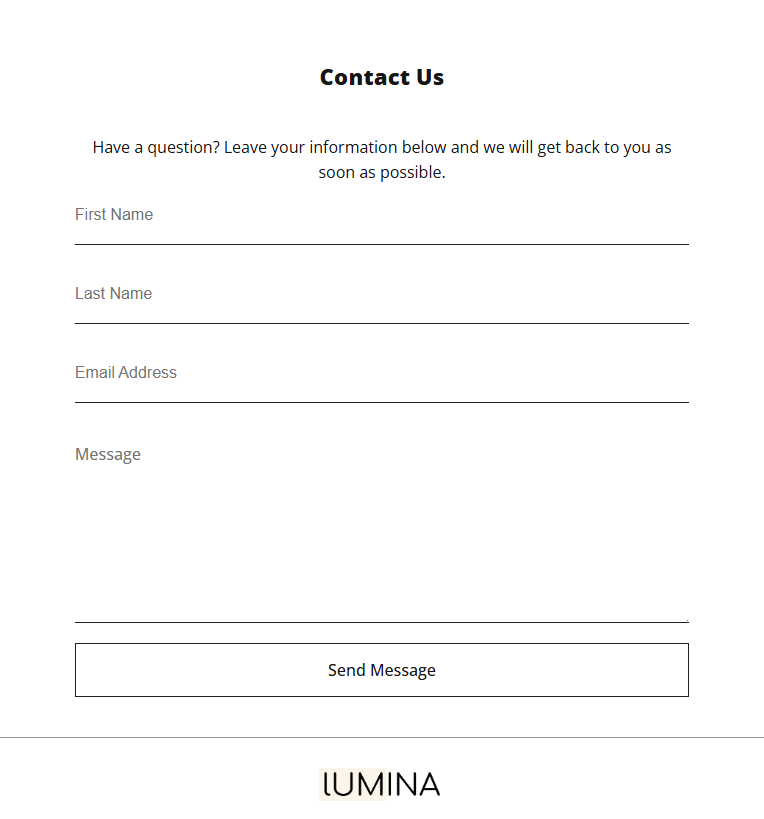 Contact Us
Have a question? Leave your information below and we will get back to you as
soon as possible.
First Name
Last Name
Email Address
Message
Send Message
lUMINA